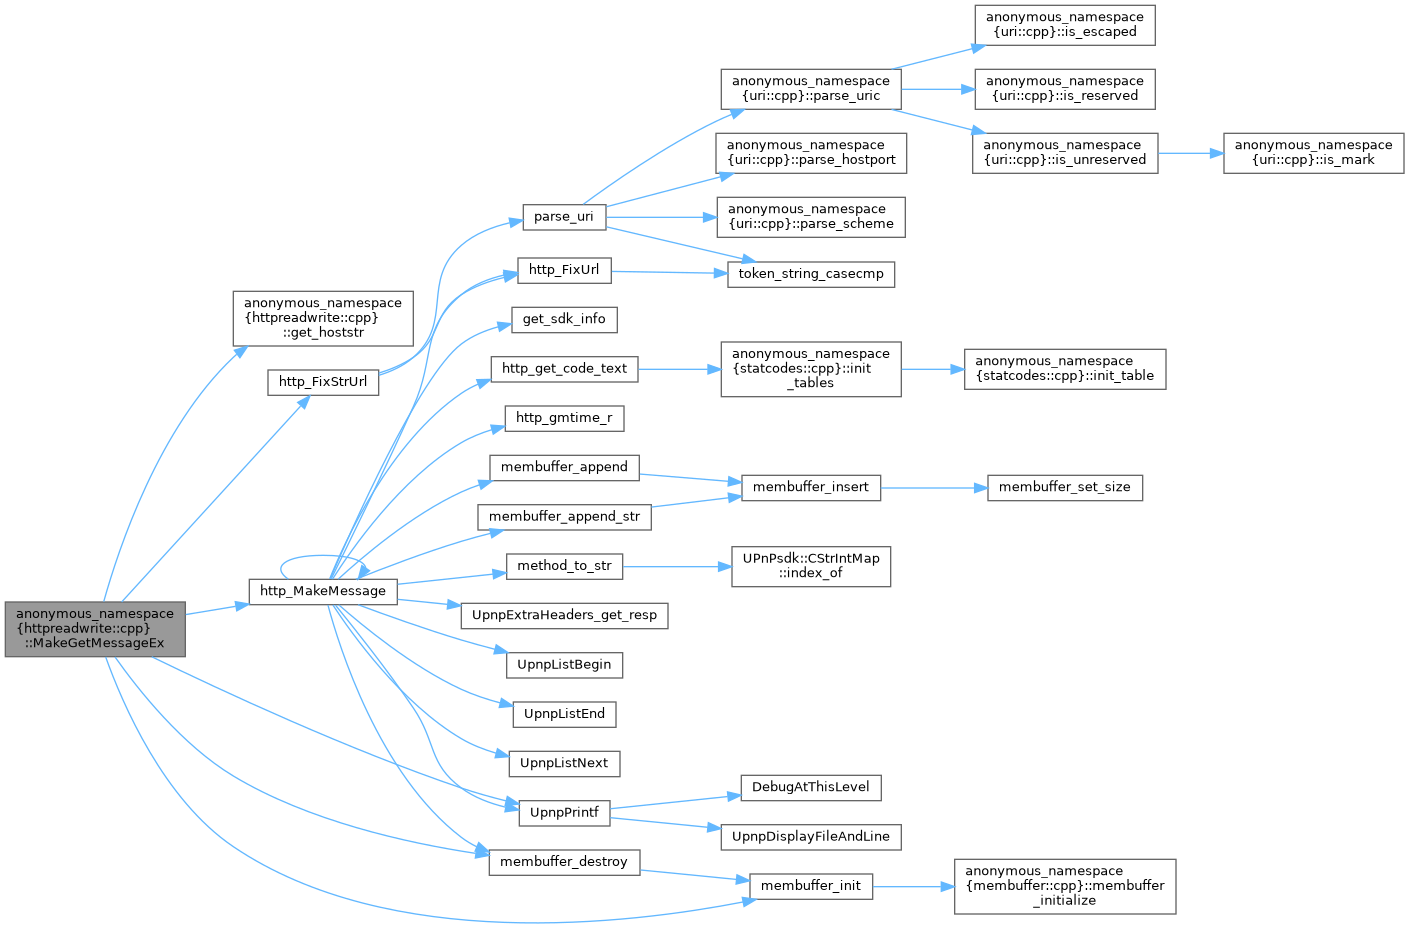 anonymous_namespace
{uri::cpp}::is_escaped
anonymous_namespace
{uri::cpp}::parse_uric
anonymous_namespace
{uri::cpp}::is_reserved
anonymous_namespace
{uri::cpp}::parse_hostport
anonymous_namespace
{uri::cpp}::is_unreserved
anonymous_namespace
{uri::cpp}::is_mark
parse_uri
anonymous_namespace
{uri::cpp}::parse_scheme
http_FixUrl
token_string_casecmp
anonymous_namespace
{httpreadwrite::cpp}
::get_hoststr
get_sdk_info
http_FixStrUrl
http_get_code_text
anonymous_namespace
{statcodes::cpp}::init
_tables
anonymous_namespace
{statcodes::cpp}::init_table
http_gmtime_r
membuffer_append
membuffer_insert
membuffer_set_size
membuffer_append_str
method_to_str
UPnPsdk::CStrIntMap
::index_of
http_MakeMessage
anonymous_namespace
{httpreadwrite::cpp}
::MakeGetMessageEx
UpnpExtraHeaders_get_resp
UpnpListBegin
UpnpListEnd
UpnpListNext
UpnpPrintf
DebugAtThisLevel
UpnpDisplayFileAndLine
membuffer_destroy
membuffer_init
anonymous_namespace
{membuffer::cpp}::membuffer
_initialize